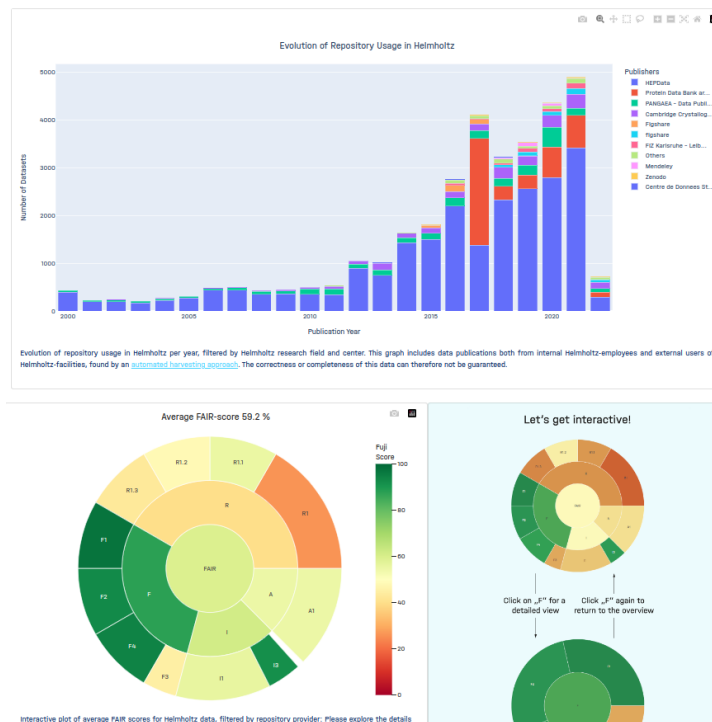 Evolution of Repository Usage in Helmholtz
Publishers
HEPData
Protein Data Bank ar...
PANGAEA - Data Publi...
Cambridge Crystallog...
Figshare
figshare
FIZ Karlsruhe - Leib...
Others
Mendeley
Zenodo
Centre de Donnees St...
Number of Datasets
5000
4000
3000
2000
1000
0
2000
2005
2010
2015
2020
Publication Year
Evolution of repository usage in Helmholtz per year, filtered by Helmholtz research field and center. This graph includes data publications both from internal Helmholtz-employees and external users of
Helmholtz-facilities, found by an automated harvesting approach. The correctness or completeness of this data can therefore not be guaranteed.
Average FAIR-score 59.2 %
Fuji
Score
100
80
60
40
20
0
R1.2
R1.1
R1.3
R1
R
F1
F2
F4
F3
F
FAIR
A
A1
I
I1
I3
Interactive plot of average FAIR scores for Helmholtz data, filtered by repository provider: Please explore the details
Let's get interactive!
Click on „F" for a
detailed view
Click „F" again to
return to the overview